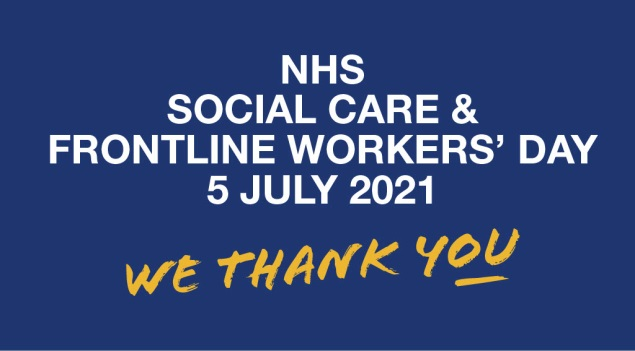 NHS
SOCIAL CARE &
FRONTLINE WORKERS’ DAY
5 JULY 2021
WE THANK YOU